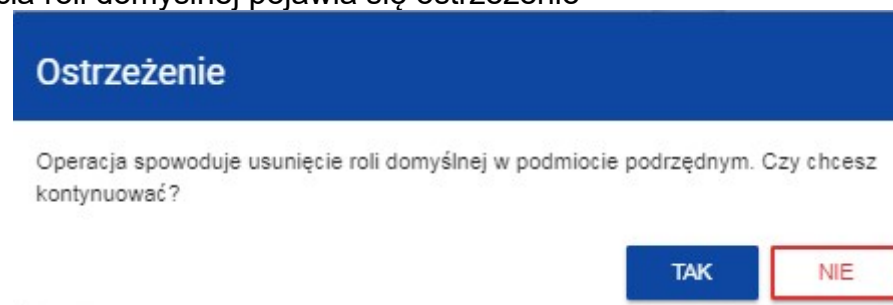 roli domyślnej pojawia się ostrzeżenie
Ostrzeżenie
Operacja spowoduje usunięcie roli domyślnej w podmiocie podrzędnym. Czy chcesz
kontynuować?
TAK
NIE